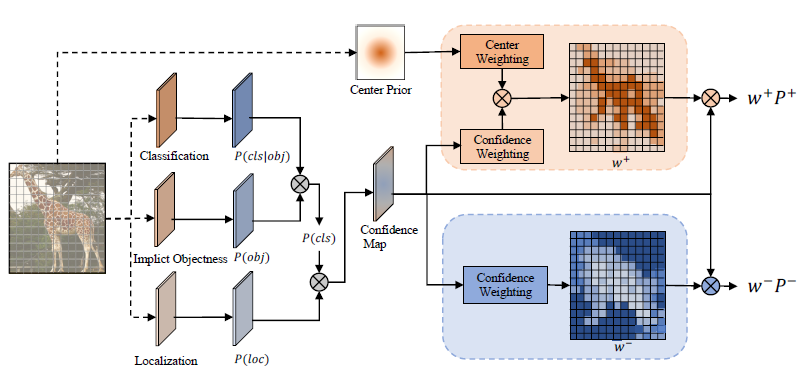 Center Prior
Center
Weighting
Confidence
Weighting
w⁺
w⁺P⁺
Classification
P(cls|obj)
Implict Objectness
P(obj)
P(cls)
Confidence
Map
Localization
P(loc)
Confidence
Weighting
w⁻
w⁻P⁻